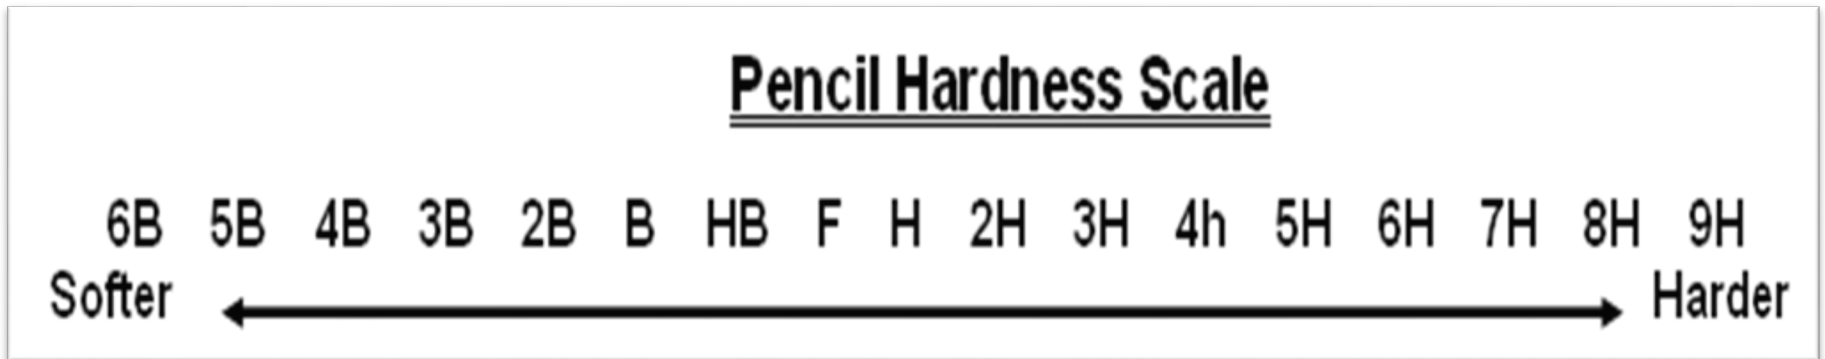 Pencil Hardness Scale
6B 5B 4B 3B 2B B HB F H 2H 3H 4h 5H 6H 7H 8H 9H
Softer Harder